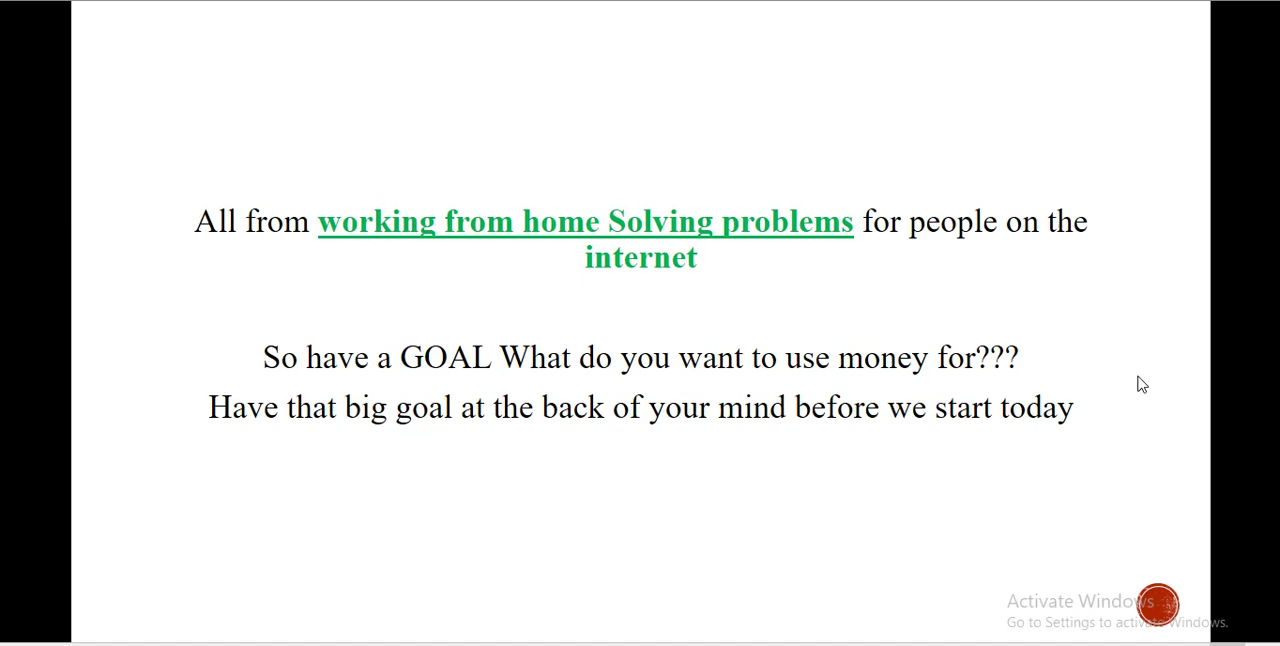 All from working from home Solving problems for people on the
internet
So have a GOAL What do you want to use money for???
Have that big goal at the back of your mind before we start today
Activate Windows
Go to Settings to activate Windows.